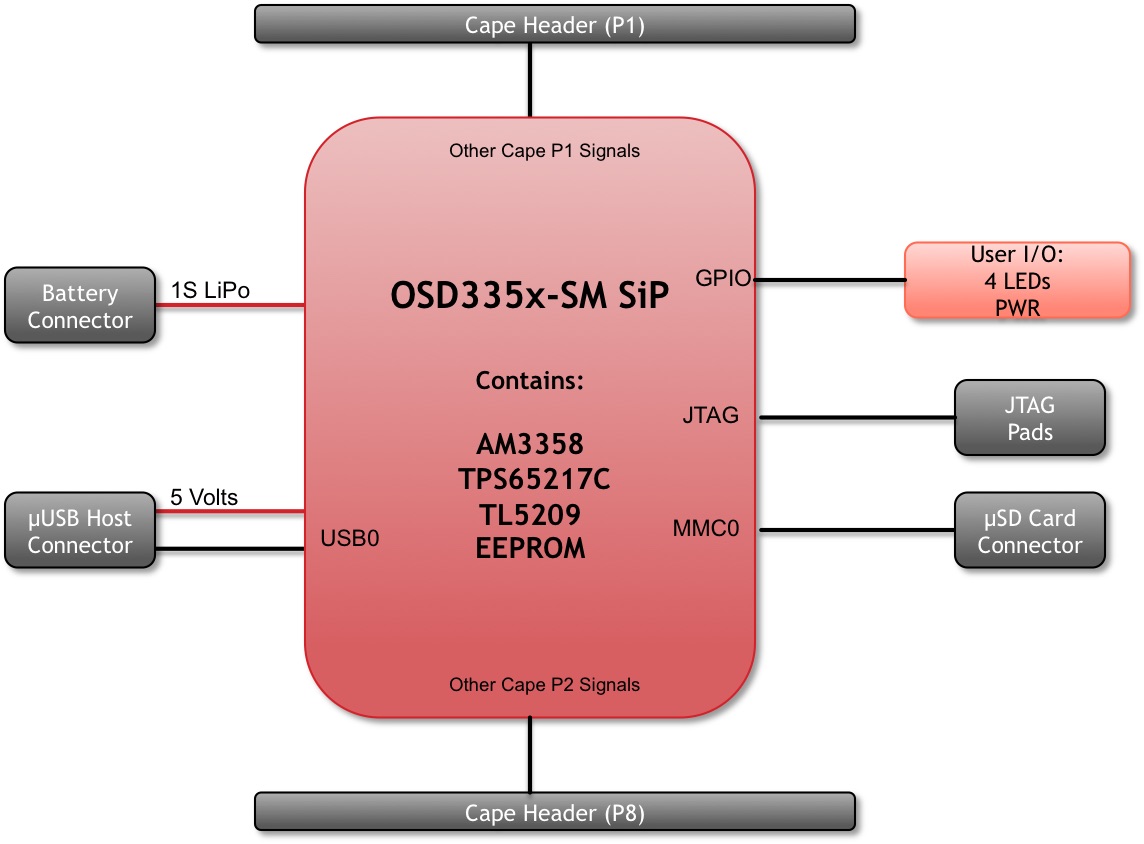 Cape Header (P1)
Other Cape P1 Signals
OSD335x-SM SiP
Contains:
AM3358
TPS65217C
TL5209
EEPROM
Battery
Connector
1S LiPo
µUSB Host
Connector
5 Volts
USB0
GPIO
User I/O:
4 LEDs
PWR
JTAG
JTAG
Pads
MMC0
µSD Card
Connector
Other Cape P2 Signals
Cape Header (P8)